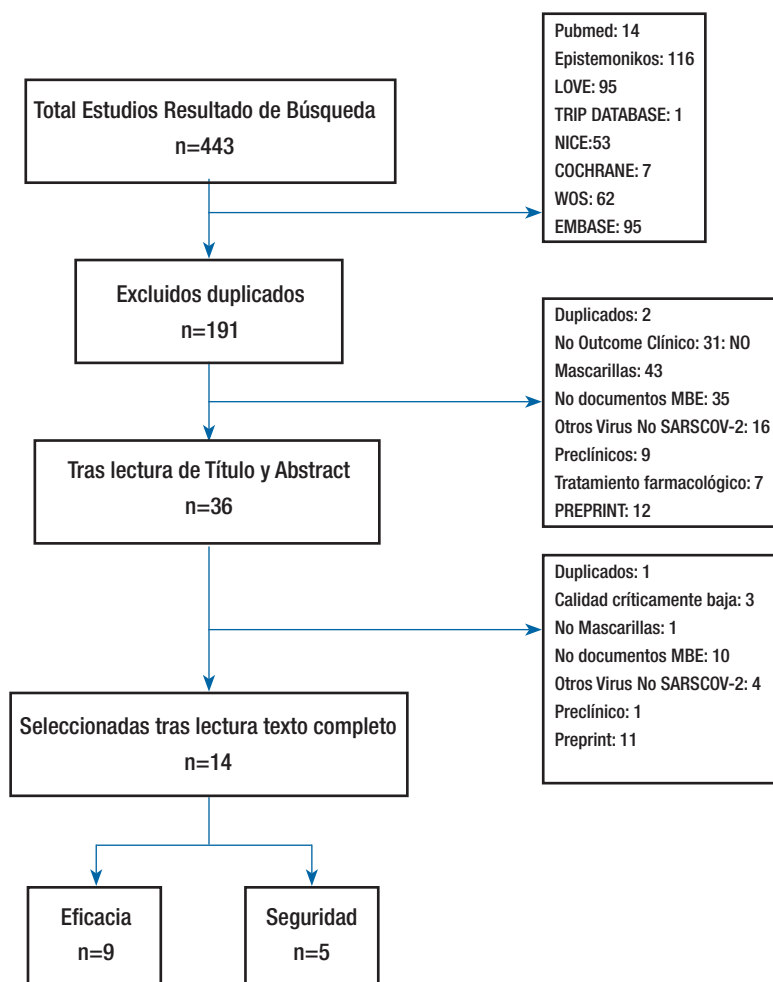 Total Estudios Resultado de Búsqueda
n=443
Pubmed: 14
Epistemonikos: 116
LOVE: 95
TRIP DATABASE: 1
NICE:53
COCHRANE: 7
WOS: 62
EMBASE: 95
Excluidos duplicados
n=191
Duplicados: 2
No Outcome Clínico: 31: NO
Mascarillas: 43
No documentos MBE: 35
Otros Virus No SARSCOV-2: 16
Preclínicos: 9
Tratamiento farmacológico: 7
PREPRINT: 12
Tras lectura de Título y Abstract
n=36
Duplicados: 1
Calidad críticamente baja: 3
No Mascarillas: 1
No documentos MBE: 10
Otros Virus No SARSCOV-2: 4
Preclínico: 1
Preprint: 11
Seleccionadas tras lectura texto completo
n=14
Eficacia
n=9
Seguridad
n=5